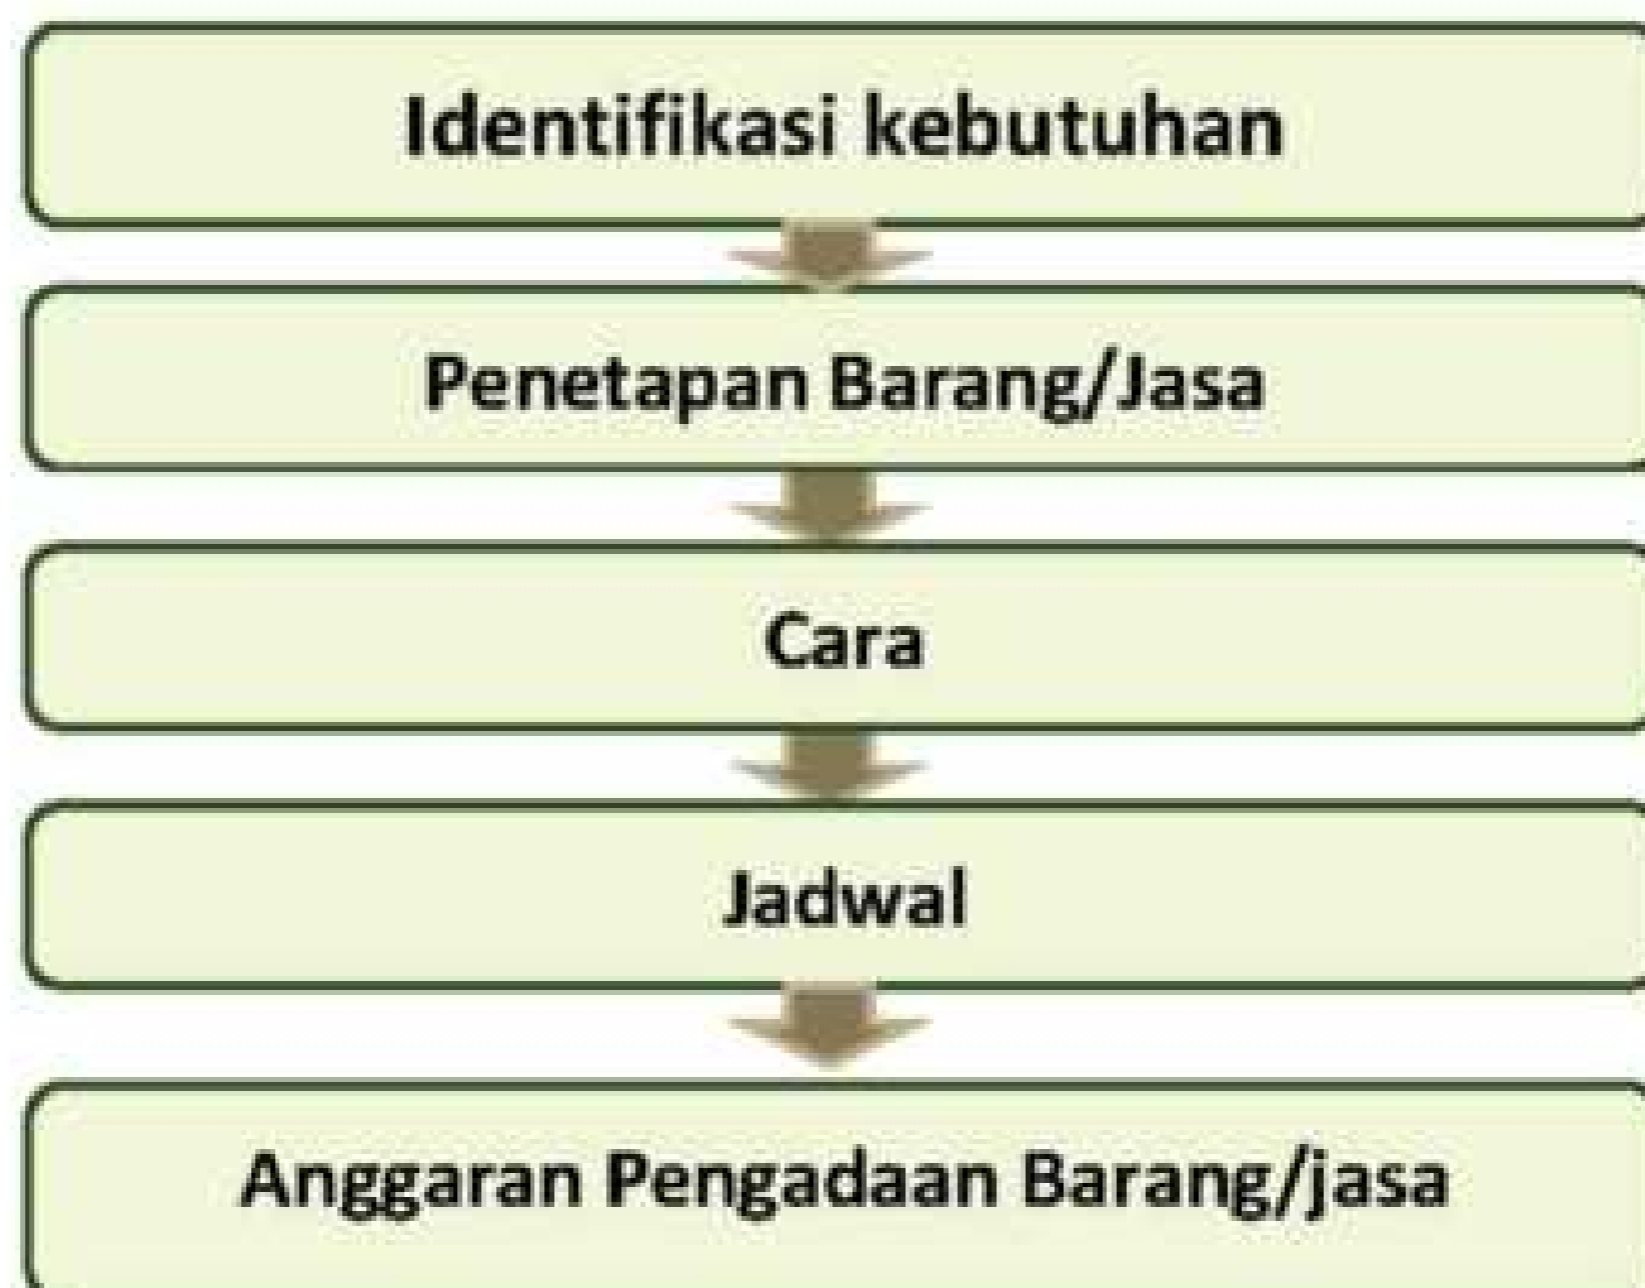 Identifikasi kebutuhan
Penetapan Barang/Jasa
Cara
Jadwal
Anggaran Pengadaan Barang/jasa